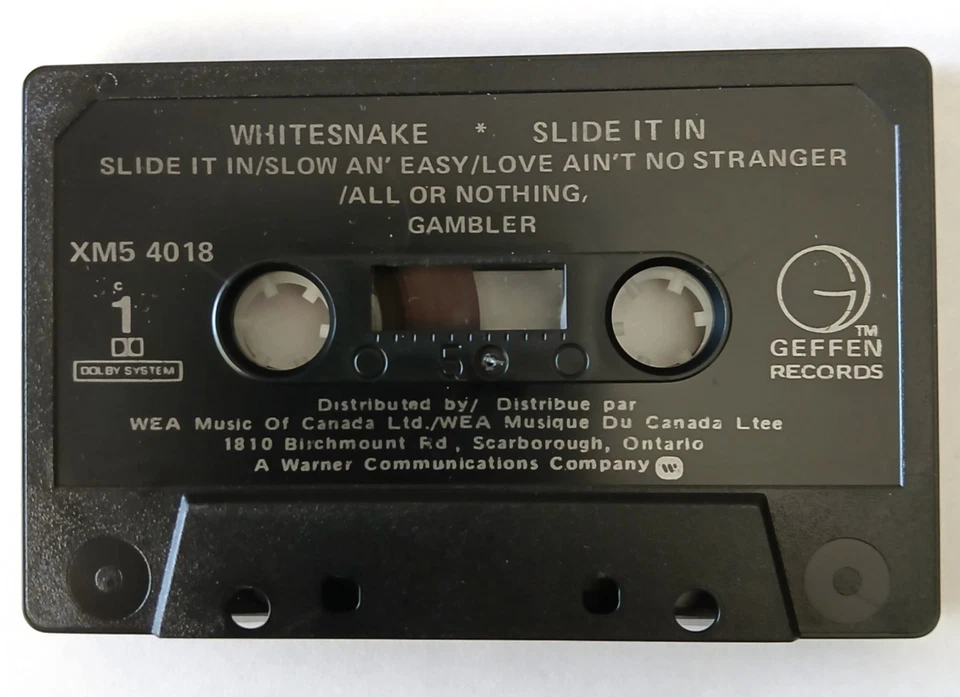 WHITESNAKE * SLIDE IT IN
SLIDE IT IN/SLOW AN' EASY/LOVE AIN'T NO STRANGER
/ALL OR NOTHING,
GAMBLER
XM5 4018
c
1
DOLBY SYSTEM
50
TM
GEFFEN
RECORDS
Distributed by/ Distribue par
WEA Music Of Canada Ltd./WEA Musique Du Canada Ltee
1810 Birchmount Rd, Scarborough, Ontario
A Warner Communications Company